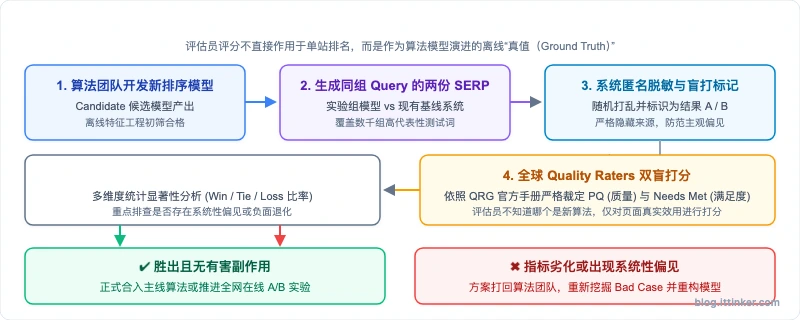 评估员评分不直接作用于单站排名，而是作为算法模型演进的离线“真值（Ground Truth）”
1. 算法团队开发新排序模型
Candidate 候选模型产出
离线特征工程初筛合格
2. 生成同组 Query 的两份 SERP
实验组模型 vs 现有基线系统
覆盖数千组高代表性测试词
3. 系统匿名脱敏与盲打标记
随机打乱并标识为结果 A / B
严格隐藏来源，防范主观偏见
4. 全球 Quality Raters 双盲打分
依照 QRG 官方手册严格裁定 PQ (质量) 与 Needs Met (满足度)
评估员不知道哪个是新算法，仅对页面真实效用进行打分
多维度统计显著性分析 (Win / Tie / Loss 比率)
重点排查是否存在系统性偏见或负面退化
✔ 胜出且无有害副作用
正式合入主线算法或推进全网在线 A/B 实验
✖ 指标劣化或出现系统性偏见
方案打回算法团队，重新挖掘 Bad Case 并重构模型
blog.ittinker.com